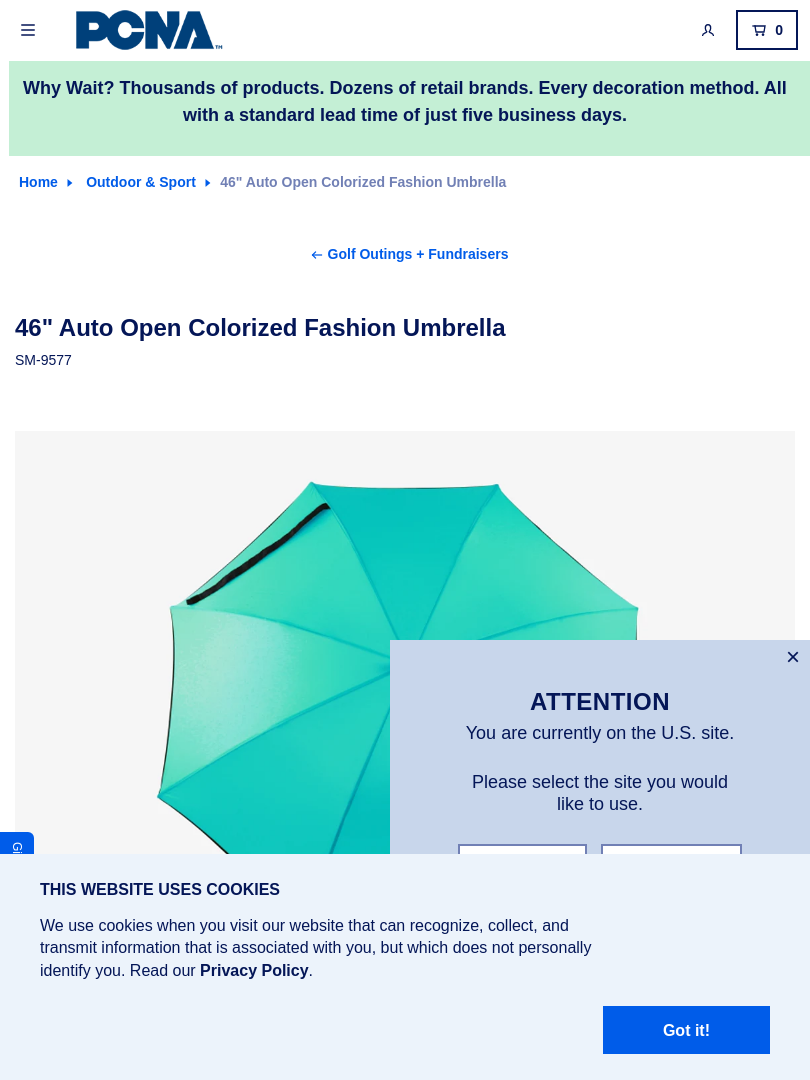 PCNA™
0
Why Wait? Thousands of products. Dozens of retail brands. Every decoration method. All
with a standard lead time of just five business days.
Home Outdoor & Sport 46" Auto Open Colorized Fashion Umbrella
Golf Outings + Fundraisers
46" Auto Open Colorized Fashion Umbrella
SM-9577
ATTENTION
You are currently on the U.S. site.
Please select the site you would
like to use.
THIS WEBSITE USES COOKIES
We use cookies when you visit our website that can recognize, collect, and
transmit information that is associated with you, but which does not personally
identify you. Read our Privacy Policy.
Got it!